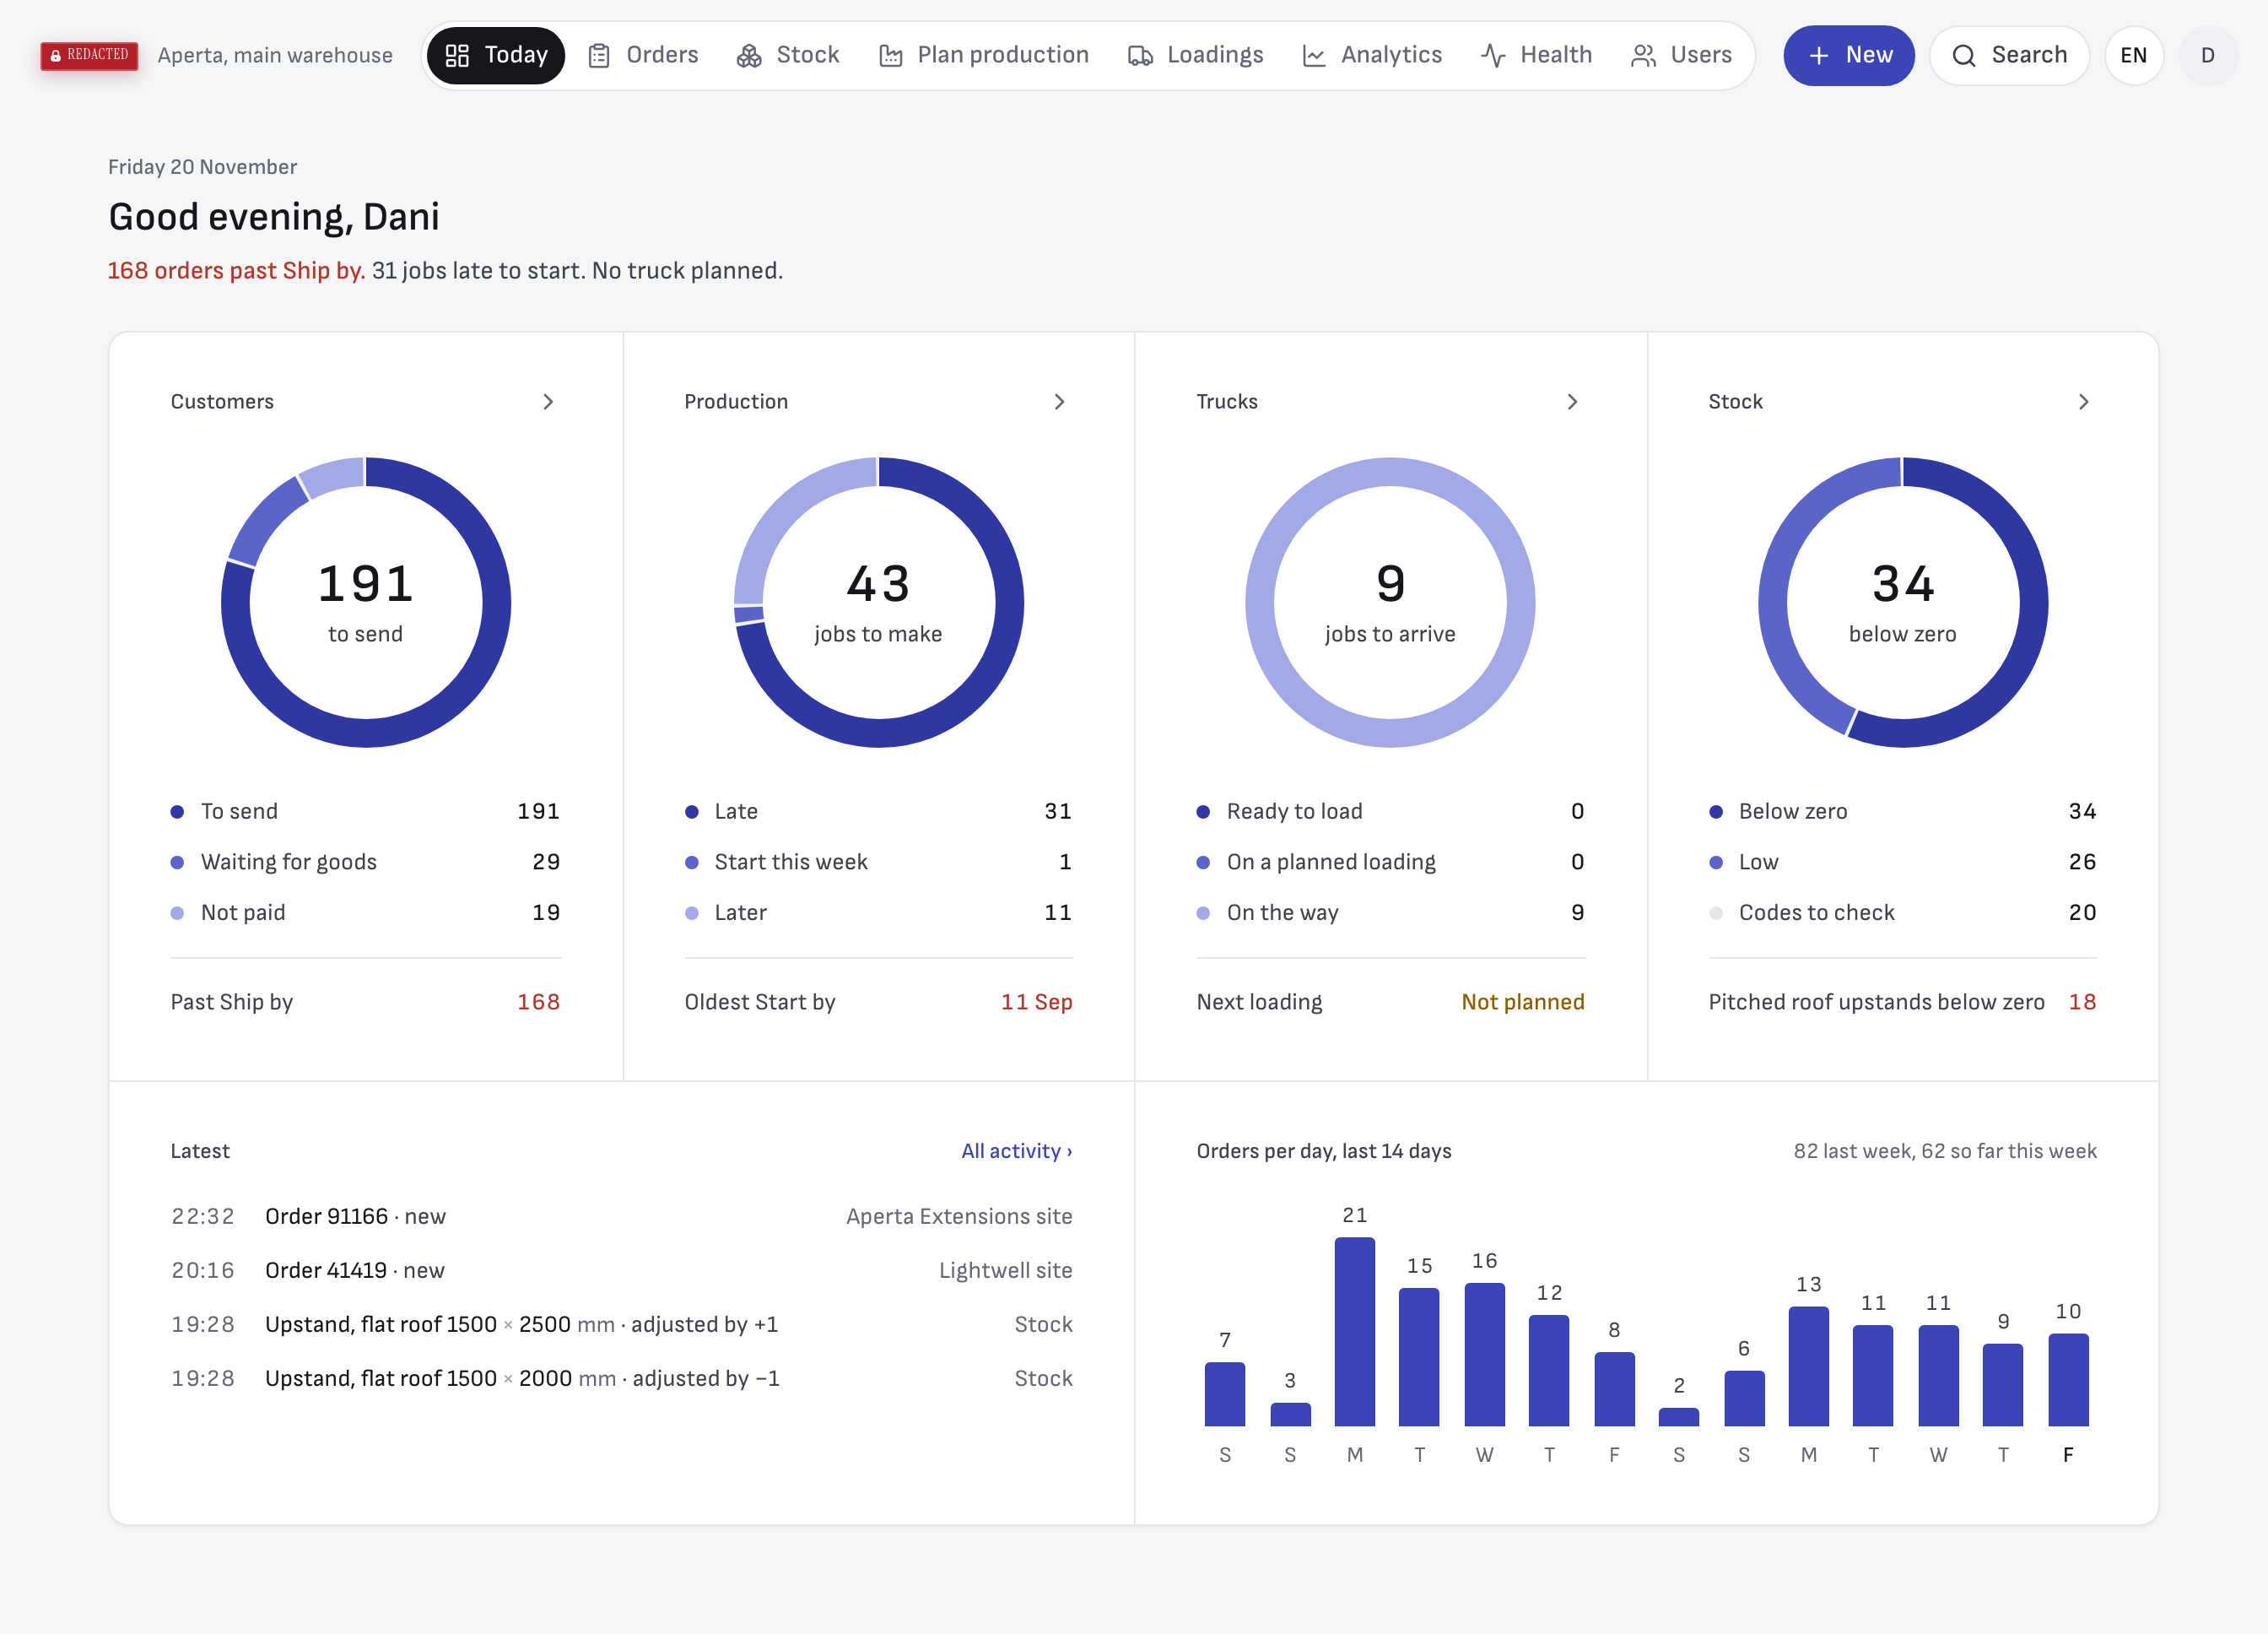 REDACTED
Aperta, main warehouse
Today
Orders
Stock
Plan production
Loadings
Analytics
Health
Users
New
Search
EN
D
Friday 20 November
Good evening, Dani
168 orders past Ship by. 31 jobs late to start. No truck planned.
Customers
191
to send
To send 191
Waiting for goods 29
Not paid 19
Past Ship by 168
Production
43
jobs to make
Late 31
Start this week 1
Later 11
Oldest Start by 11 Sep
Trucks
9
jobs to arrive
Ready to load 0
On a planned loading 0
On the way 9
Next loading Not planned
Stock
34
below zero
Below zero 34
Low 26
Codes to check 20
Pitched roof upstands below zero 18
Latest
All activity ›
22:32 Order 91166 · new Aperta Extensions site
20:16 Order 41419 · new Lightwell site
19:28 Upstand, flat roof 1500 × 2500 mm · adjusted by +1 Stock
19:28 Upstand, flat roof 1500 × 2000 mm · adjusted by −1 Stock
Orders per day, last 14 days
82 last week, 62 so far this week
7 3 21 15 16 12 8 2 6 13 11 11 9 10
S S M T W T F S S M T W T F